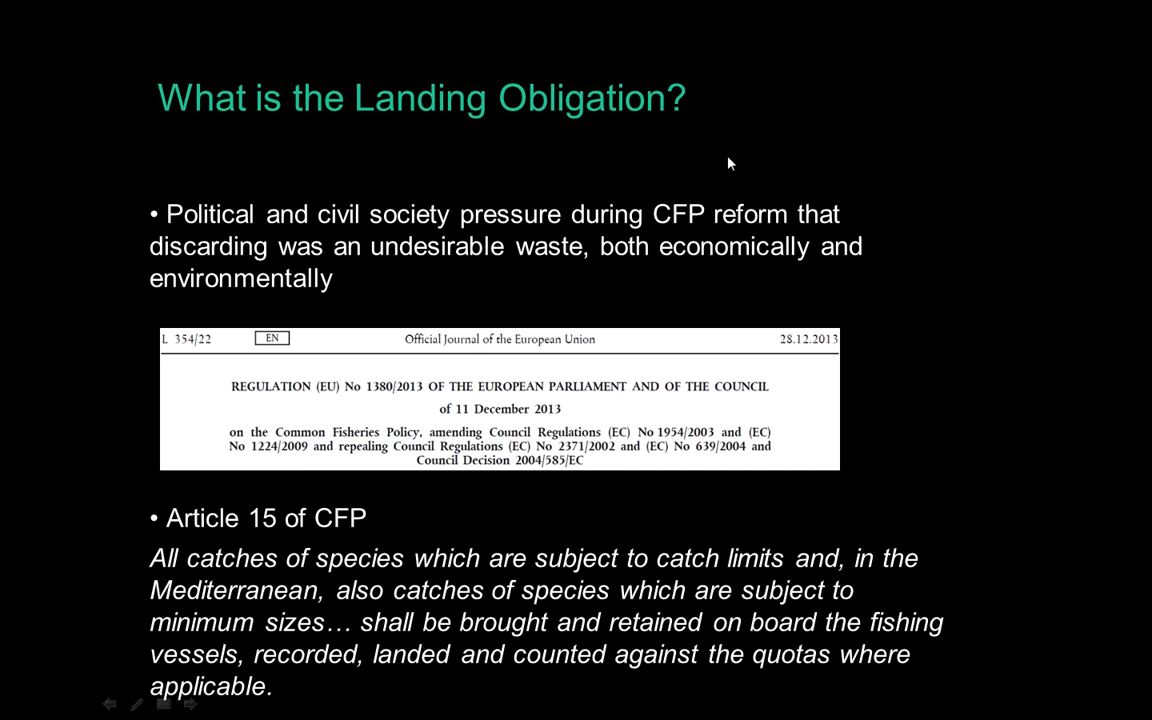 What is the Landing Obligation?
• Political and civil society pressure during CFP reform that
discarding was an undesirable waste, both economically and
environmentally
L 354/22 EN Official Journal of the European Union 28.12.2013
REGULATION (EU) No 1380/2013 OF THE EUROPEAN PARLIAMENT AND OF THE COUNCIL
of 11 December 2013
on the Common Fisheries Policy, amending Council Regulations (EC) No 1954/2003 and (EC)
No 1224/2009 and repealing Council Regulations (EC) No 2371/2002 and (EC) No 639/2004 and
Council Decision 2004/585/EC
• Article 15 of CFP
All catches of species which are subject to catch limits and, in the
Mediterranean, also catches of species which are subject to
minimum sizes… shall be brought and retained on board the fishing
vessels, recorded, landed and counted against the quotas where
applicable.